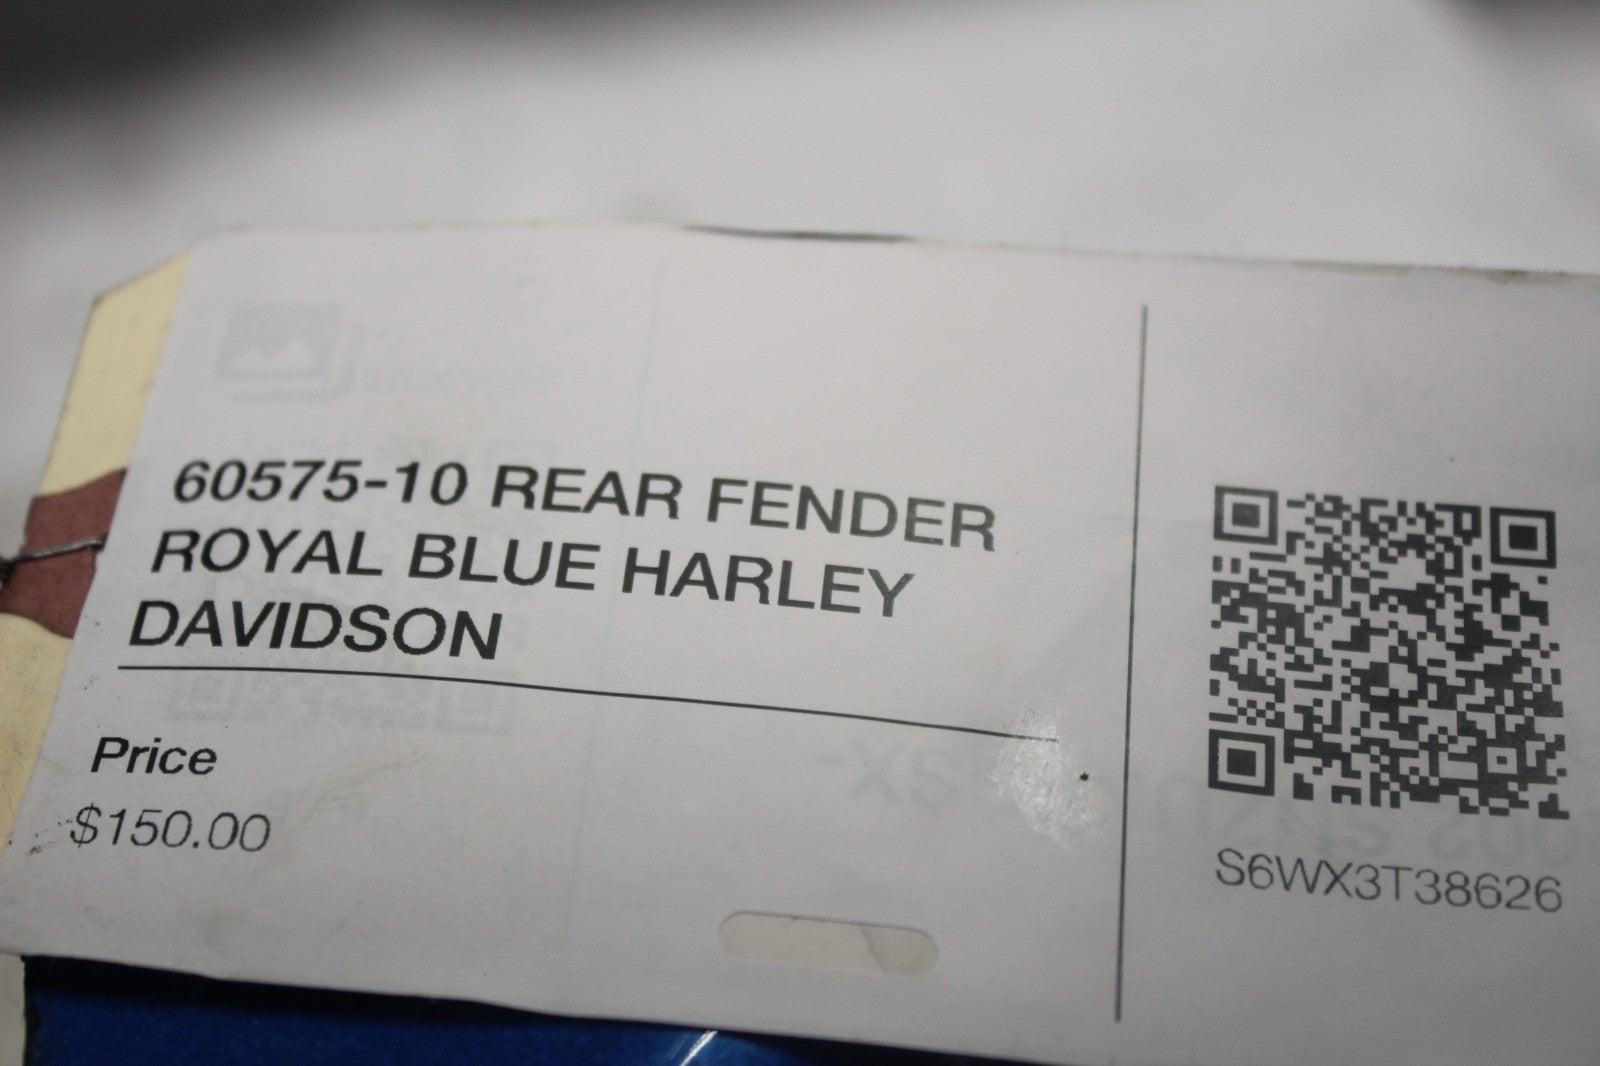 60575-10 REAR FENDER
ROYAL BLUE HARLEY
DAVIDSON
Price
$150.00
S6WX3T38626